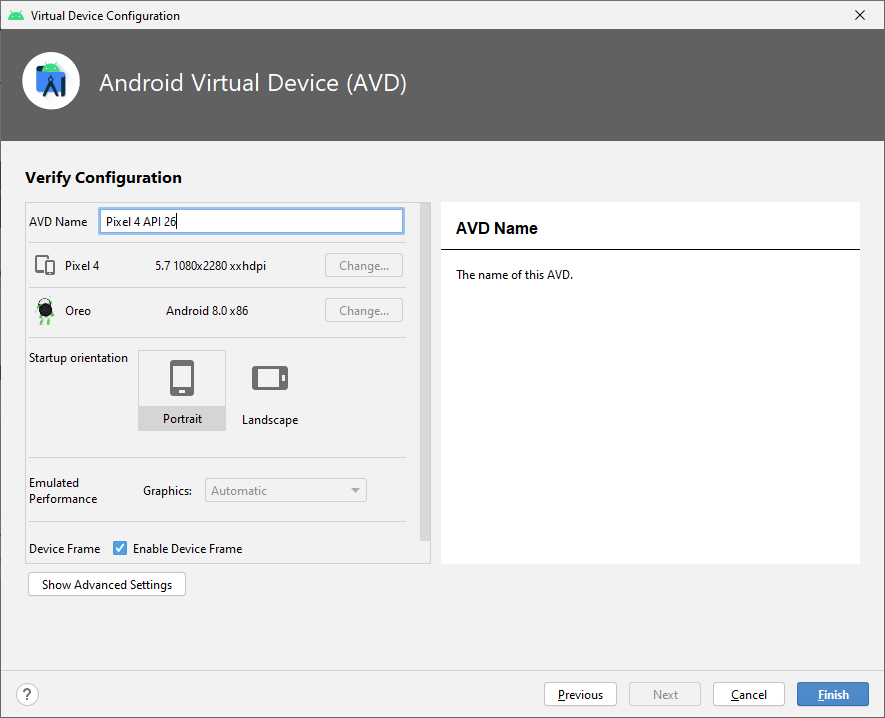 Virtual Device Configuration
Android Virtual Device (AVD)
Verify Configuration
AVD Name Pixel 4 API 26
Pixel 4 5.7 1080x2280 xxhdpi Change...
Oreo Android 8.0 x86 Change...
Startup orientation
Portrait
Landscape
Emulated
Performance
Graphics: Automatic
Device Frame Enable Device Frame
Show Advanced Settings
AVD Name
The name of this AVD.
? Previous Next Cancel Finish